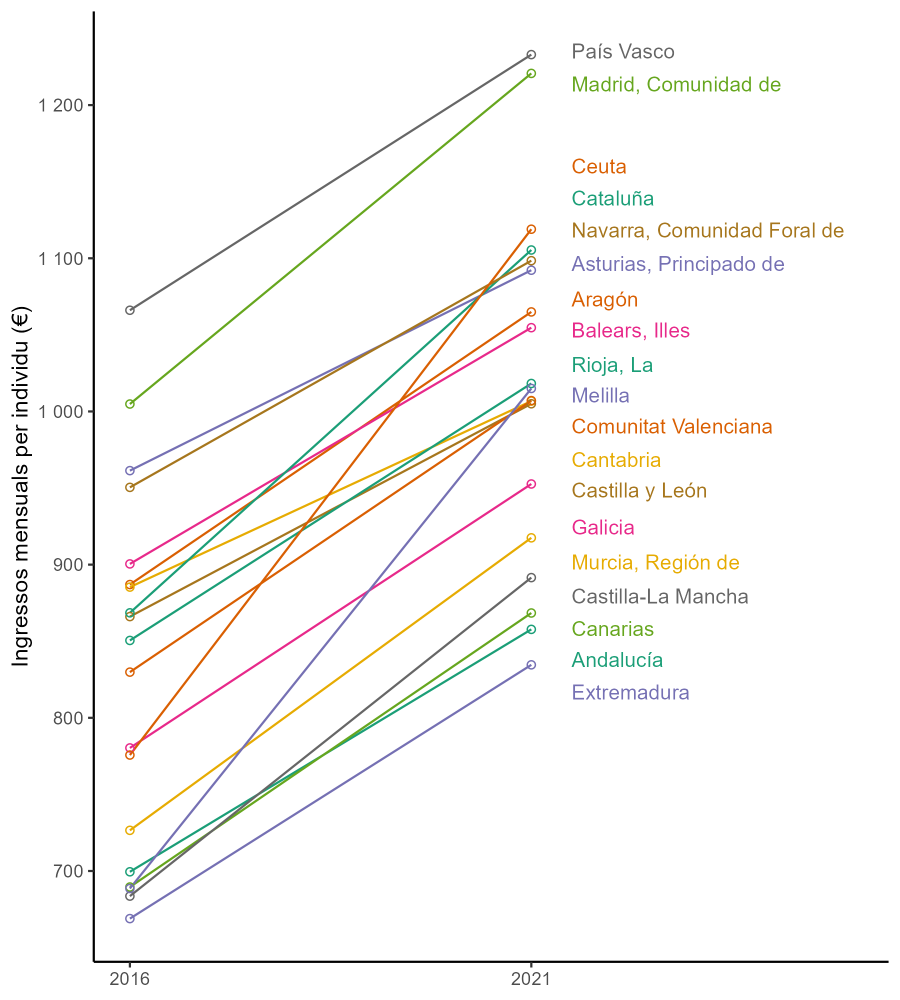 Ingressos mensuals per individu (€)
1 200
1 100
1 000
900
800
700
2016
2021
País Vasco
Madrid, Comunidad de
Ceuta
Cataluña
Navarra, Comunidad Foral de
Asturias, Principado de
Aragón
Balears, Illes
Rioja, La
Melilla
Comunitat Valenciana
Cantabria
Castilla y León
Galicia
Murcia, Región de
Castilla-La Mancha
Canarias
Andalucía
Extremadura